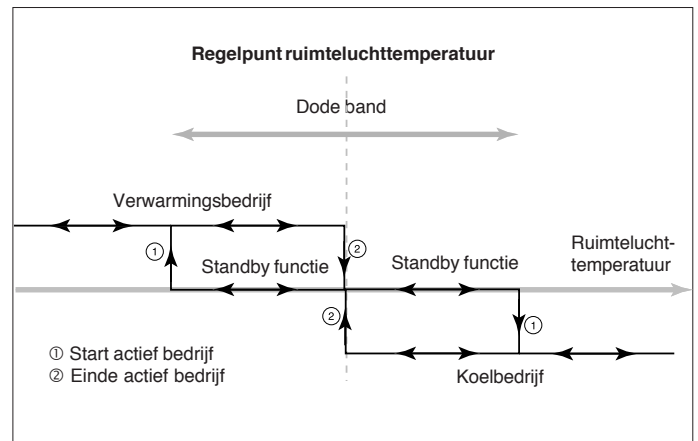 Regelpunt ruimteluchttemperatuur
Dode band
Verwarmingsbedrijf
①
②
Standby functie
Standby functie
Ruimtelucht-
temperatuur
②
①
① Start actief bedrijf
② Einde actief bedrijf
Koelbedrijf